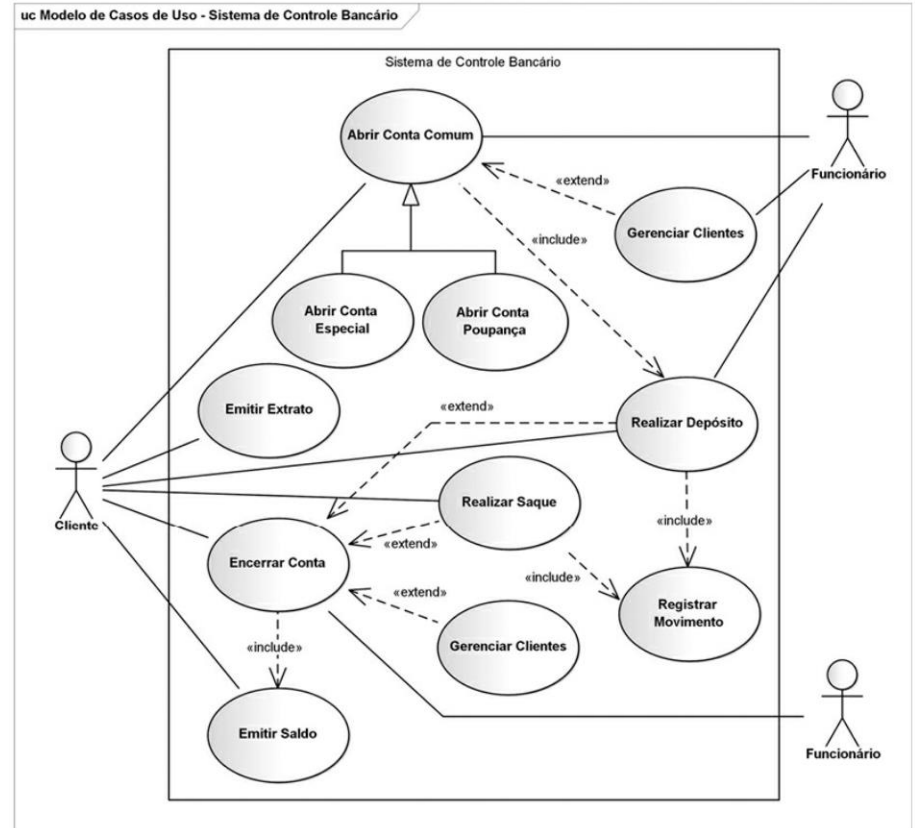 uc Modelo de Casos de Uso - Sistema de Controle Bancário
Sistema de Controle Bancário
Abrir Conta Comum
Funcionário
«extend»
Gerenciar Clientes
«include»
Abrir Conta
Especial
Abrir Conta
Poupança
Emitir Extrato
«extend»
Realizar Depósito
Cliente
Realizar Saque
«include»
«extend»
Encerrar Conta
«include»
«extend»
Registrar
Movimento
Gerenciar Clientes
«include»
Emitir Saldo
Funcionário